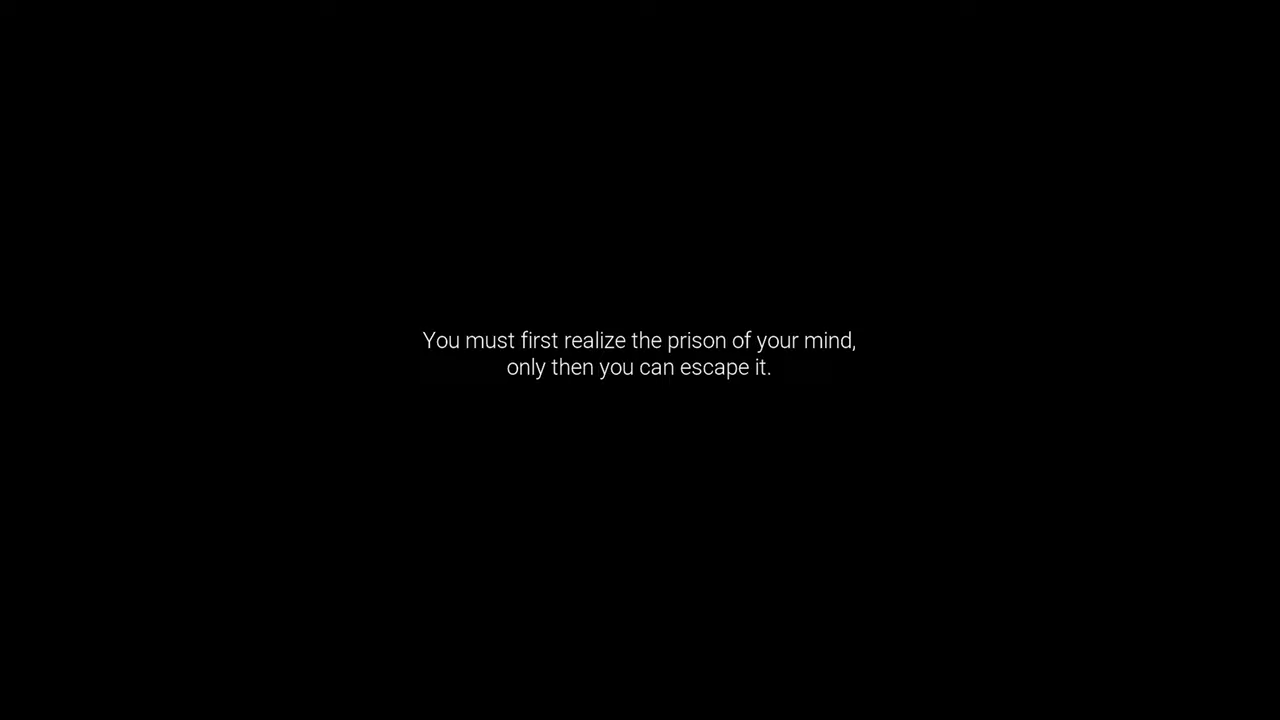 You must first realize the prison of your mind,
only then you can escape it.